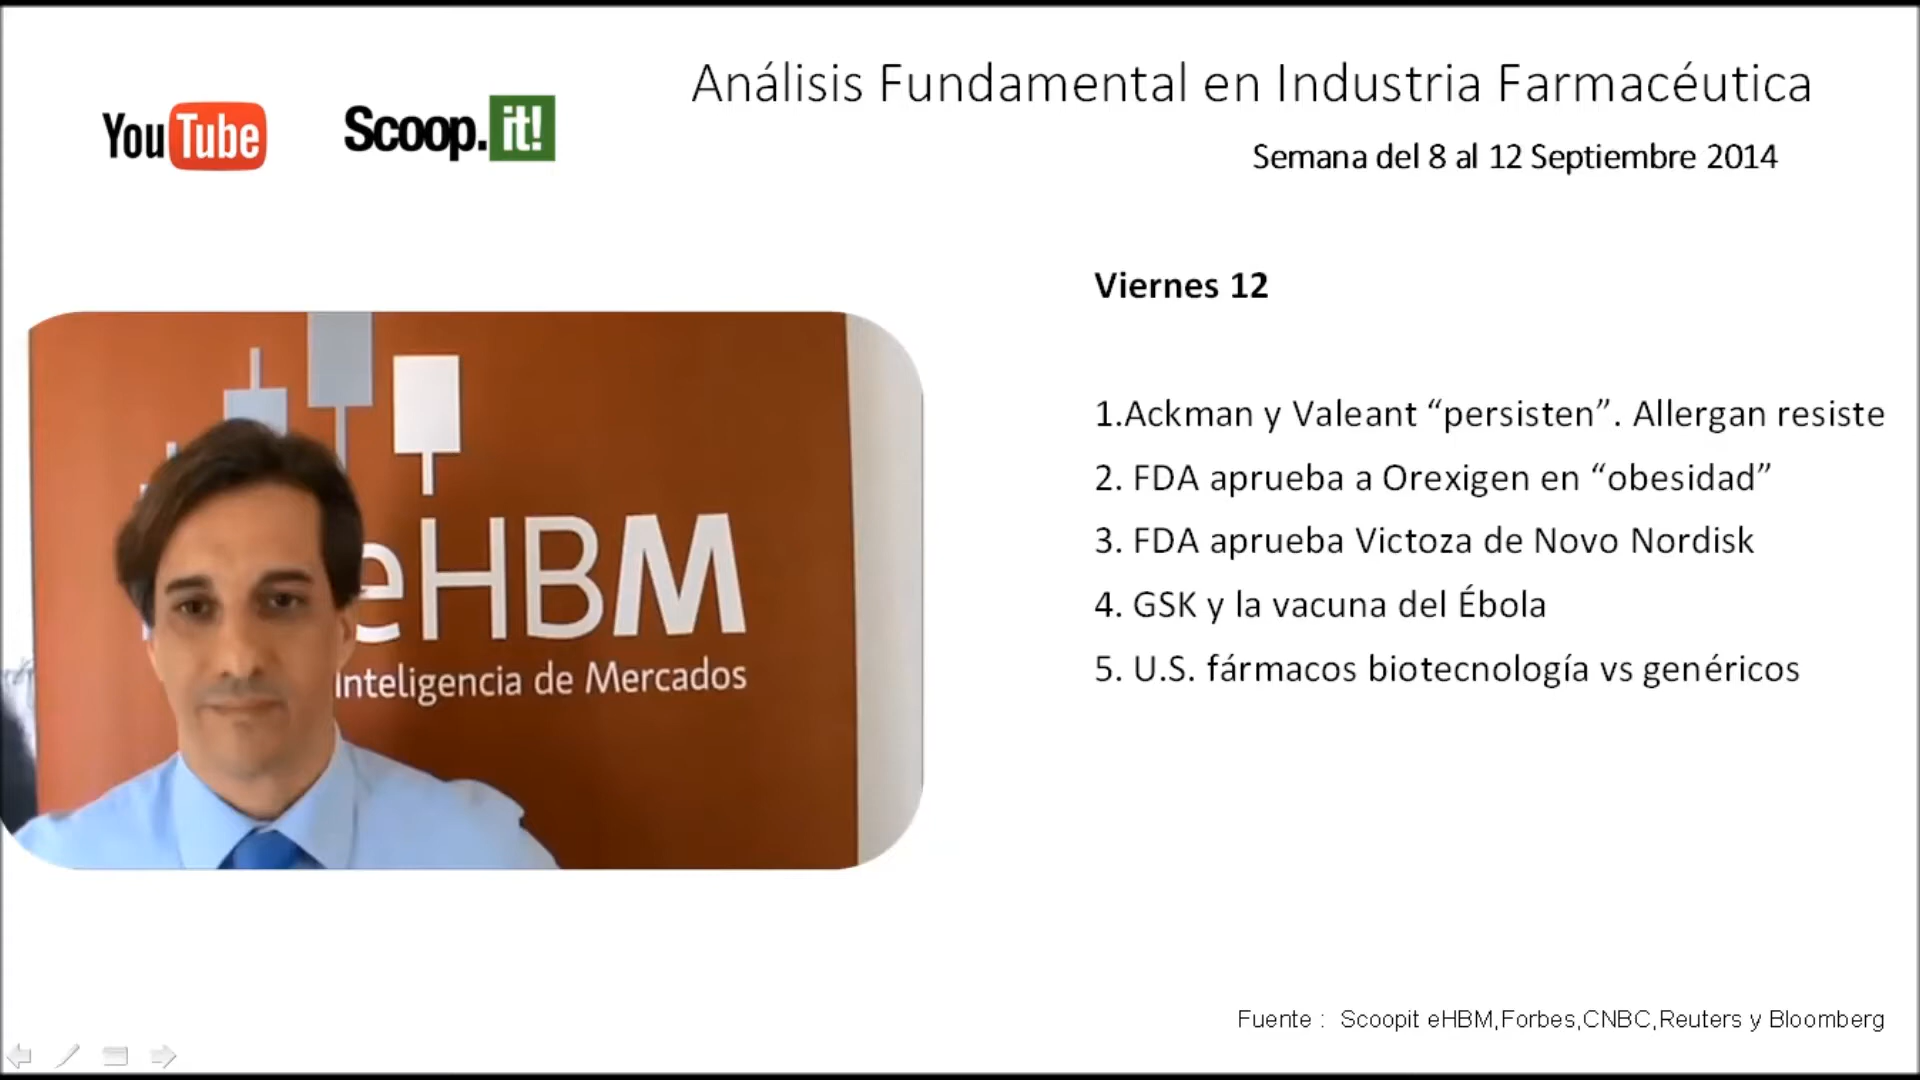 YouTube
Scoop.it!
Análisis Fundamental en Industria Farmacéutica
Semana del 8 al 12 Septiembre 2014
Viernes 12
eHBM
Inteligencia de Mercados
1.Ackman y Valeant “persisten”. Allergan resiste
2. FDA aprueba a Orexigen en “obesidad”
3. FDA aprueba Victoza de Novo Nordisk
4. GSK y la vacuna del Ébola
5. U.S. fármacos biotecnología vs genéricos
Fuente : Scoopit eHBM,Forbes,CNBC,Reuters y Bloomberg